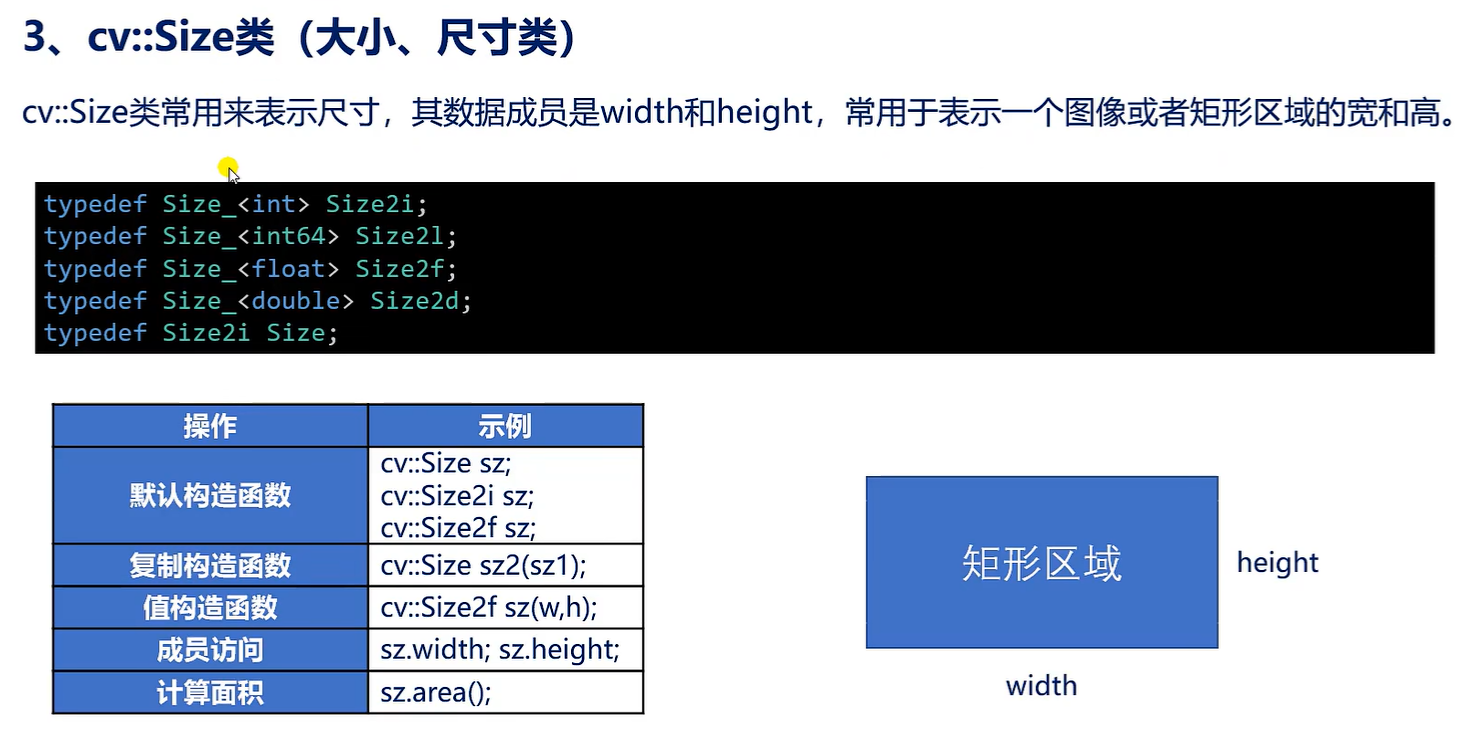 3、cv::Size类（大小、尺寸类）
cv::Size类常用来表示尺寸，其数据成员是width和height，常用于表示一个图像或者矩形区域的宽和高。
typedef Size_<int> Size2i;
typedef Size_<int64> Size2l;
typedef Size_<float> Size2f;
typedef Size_<double> Size2d;
typedef Size2i Size;
操作 示例
默认构造函数 cv::Size sz;
cv::Size2i sz;
cv::Size2f sz;
复制构造函数 cv::Size sz2(sz1);
值构造函数 cv::Size2f sz(w,h);
成员访问 sz.width; sz.height;
计算面积 sz.area();
矩形区域
height
width